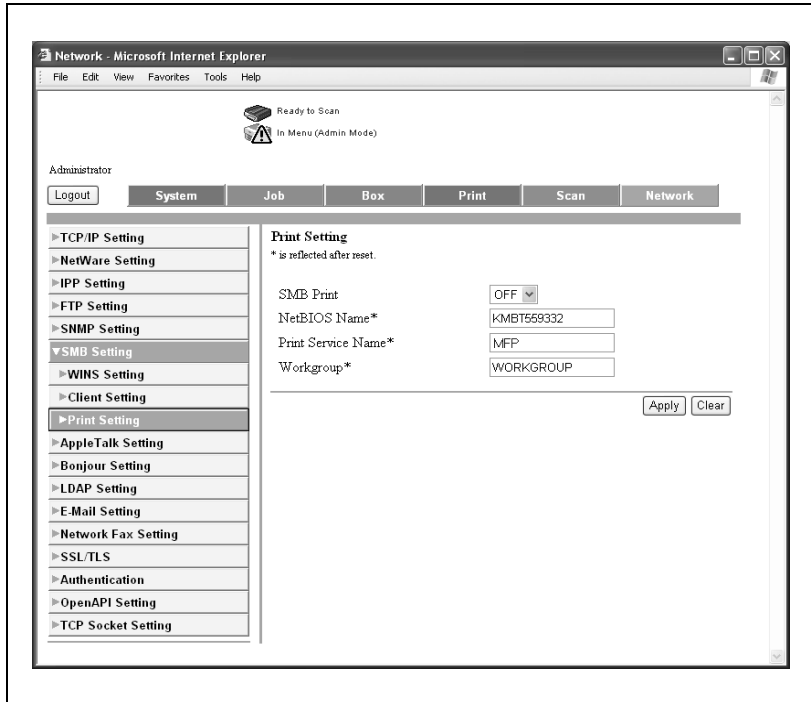 Network - Microsoft Internet Explorer
File Edit View Favorites Tools Help
Ready to Scan
In Menu (Admin Mode)
Administrator
Logout System Job Box Print Scan Network
TCP/IP Setting
NetWare Setting
IPP Setting
FTP Setting
SNMP Setting
SMB Setting
WINS Setting
Client Setting
Print Setting
AppleTalk Setting
Bonjour Setting
LDAP Setting
E-Mail Setting
Network Fax Setting
SSL/TLS
Authentication
OpenAPI Setting
TCP Socket Setting
Print Setting
* is reflected after reset.
SMB Print OFF
NetBIOS Name* KMBT559332
Print Service Name* MFP
Workgroup* WORKGROUP
Apply Clear